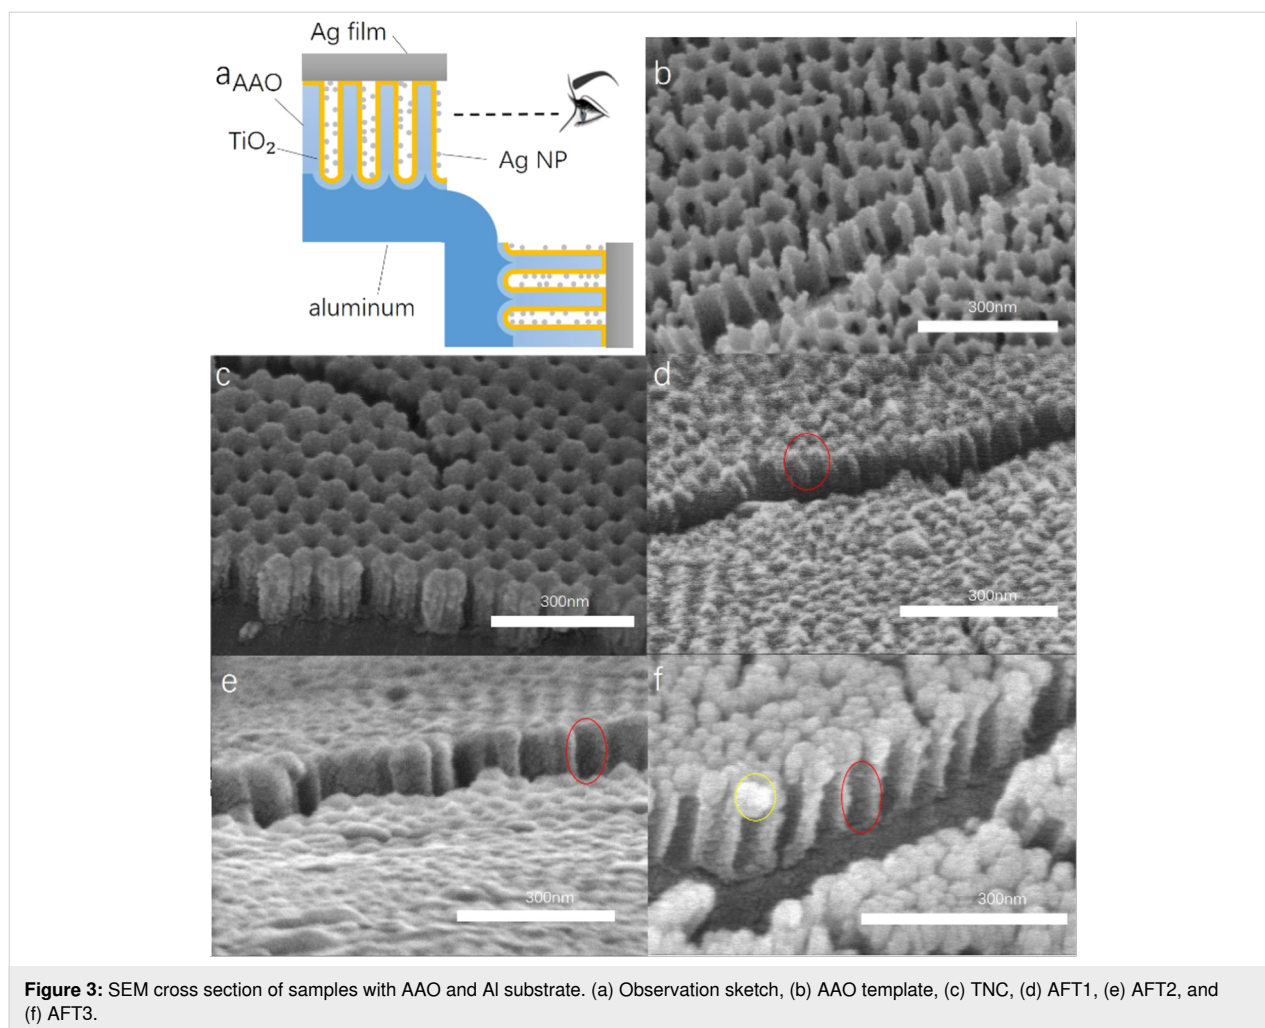 Ag film
a
AAO
TiO₂
Ag NP
aluminum
b
300nm
c
300nm
d
300nm
e
300nm
f
300nm
Figure 3: SEM cross section of samples with AAO and Al substrate. (a) Observation sketch, (b) AAO template, (c) TNC, (d) AFT1, (e) AFT2, and
(f) AFT3.